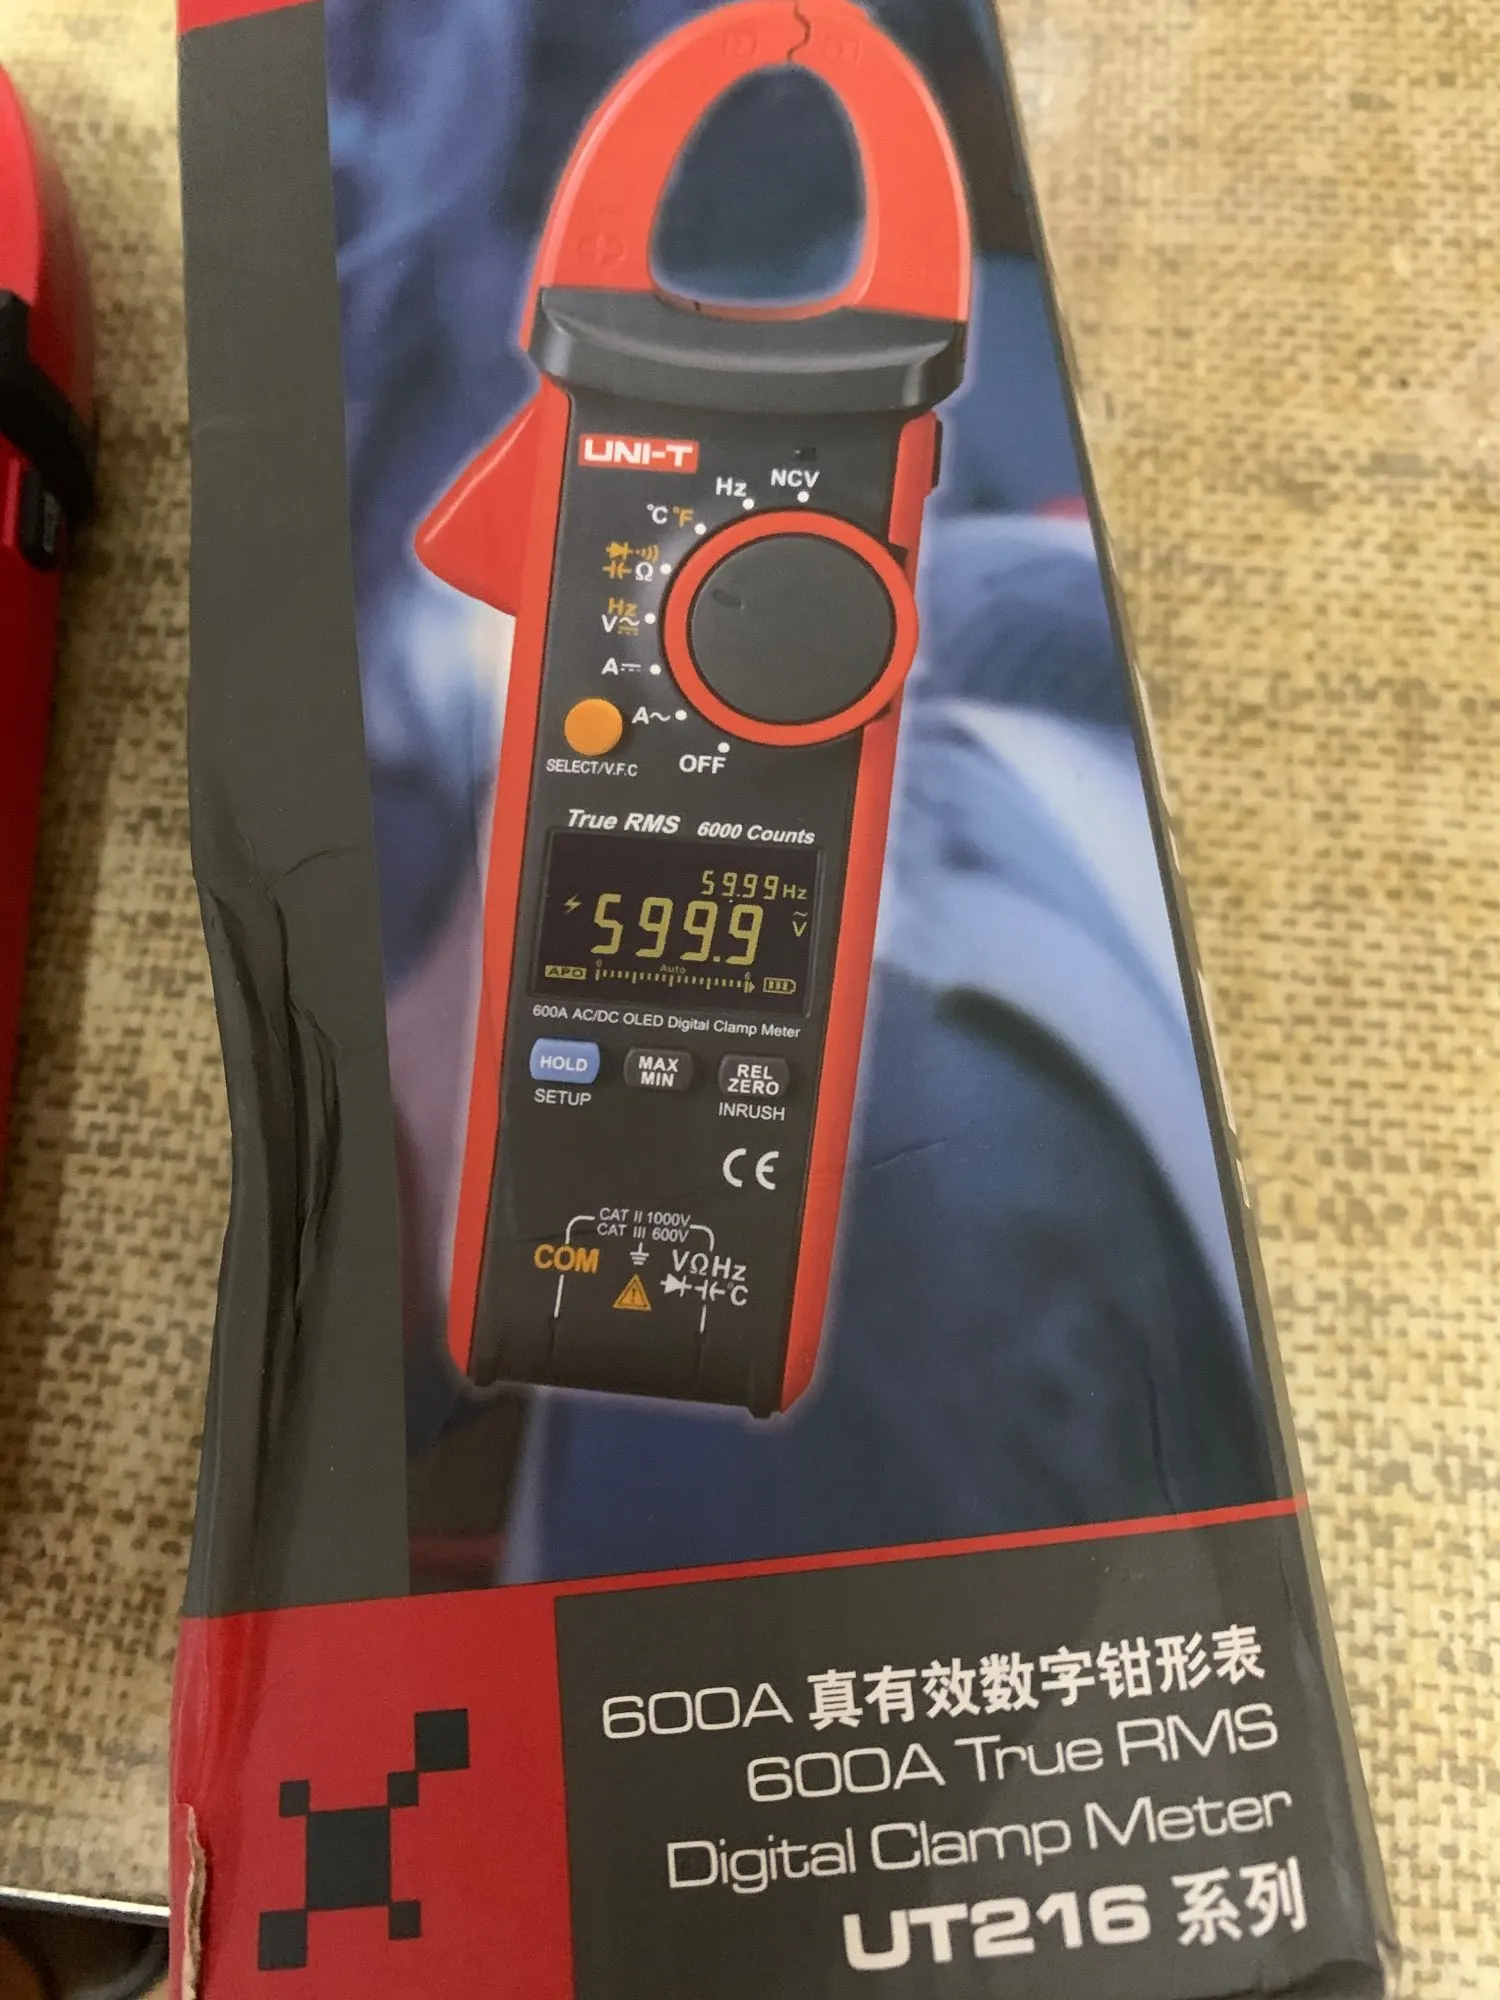 UNI-T
NCV
Hz
°C °F
Ω
Hz
V
A
A
OFF
SELECT/V.F.C
True RMS 6000 Counts
59.99Hz
599.9 V
APO
0 Auto 6
600A AC/DC OLED Digital Clamp Meter
HOLD MAX MIN REL ZERO
SETUP INRUSH
CE
CAT II 1000V
CAT III 600V
COM VΩHz
°C
600A 真有效数字钳形表
600A True RMS
Digital Clamp Meter
UT216 系列